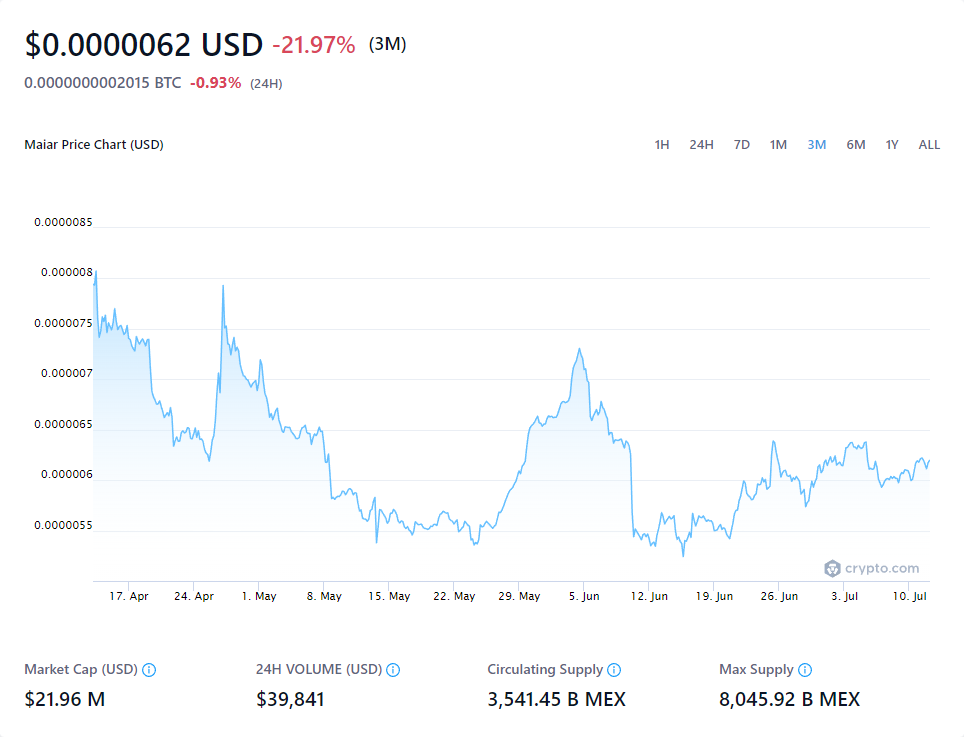 $0.0000062 USD -21.97% (3M)
0.0000000002015 BTC -0.93% (24H)
Maiar Price Chart (USD) 1H 24H 7D 1M 3M 6M 1Y ALL
0.0000085
0.000008
0.0000075
0.000007
0.0000065
0.000006
0.0000055
crypto.com
17. Apr 24. Apr 1. May 8. May 15. May 22. May 29. May 5. Jun 12. Jun 19. Jun 26. Jun 3. Jul 10. Jul
Market Cap (USD) 24H VOLUME (USD) Circulating Supply Max Supply
$21.96 M $39,841 3,541.45 B MEX 8,045.92 B MEX